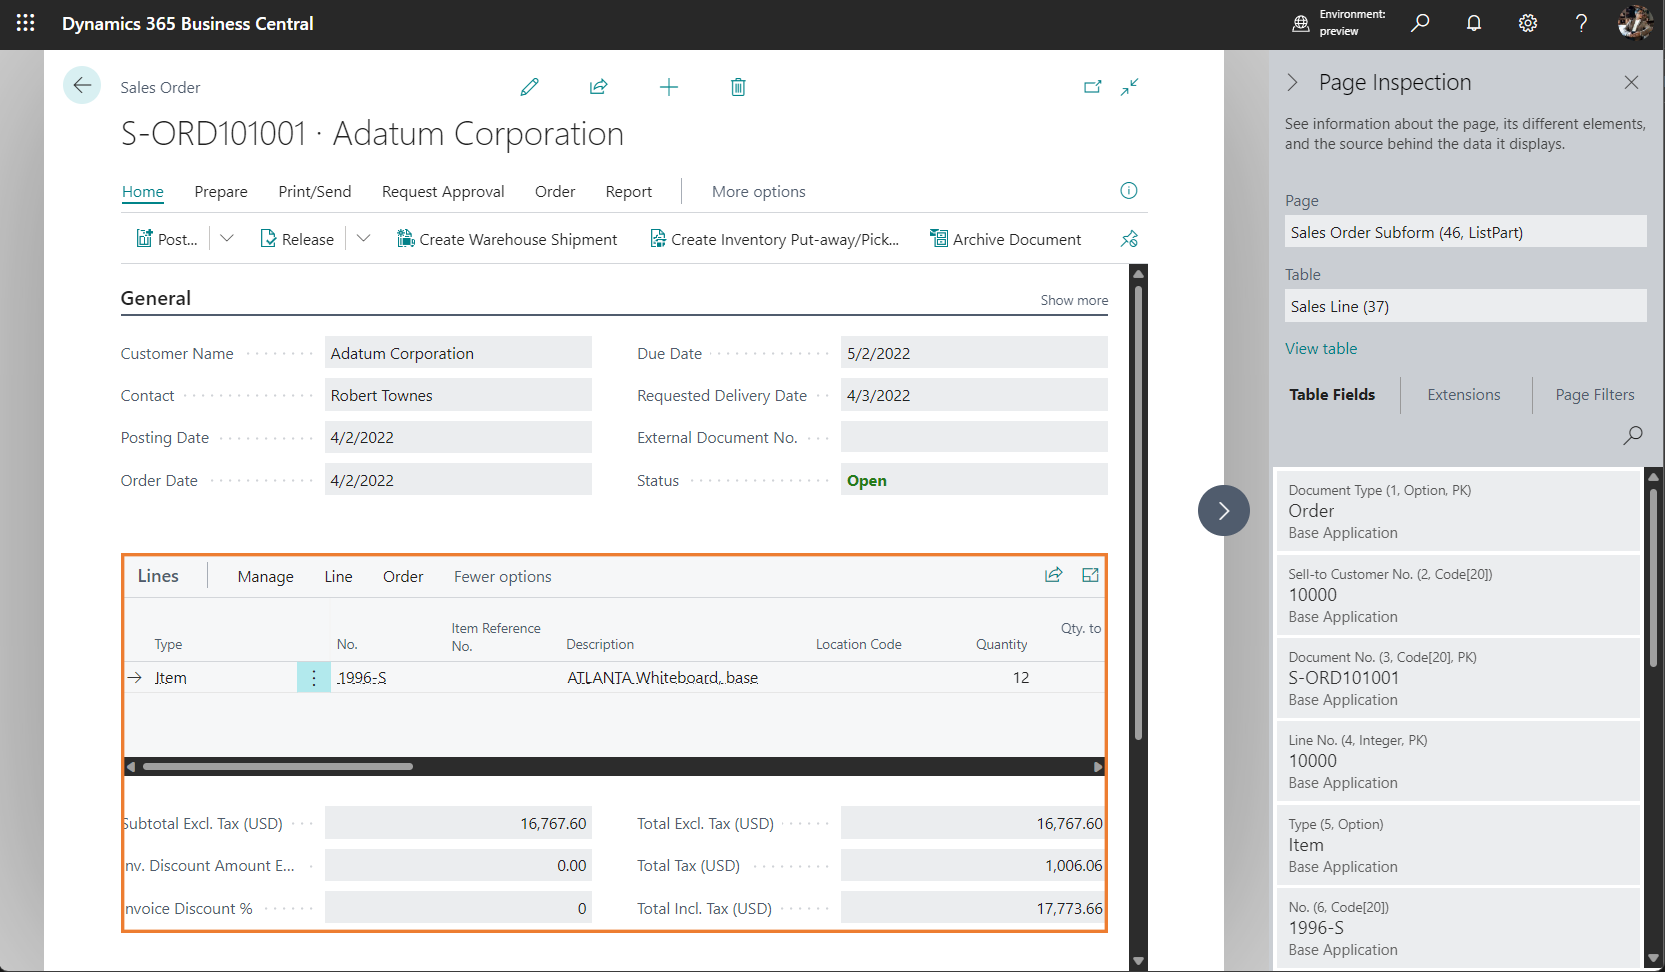 Dynamics 365 Business Central
Environment:
preview
Sales Order
S-ORD101001 · Adatum Corporation
Home Prepare Print/Send Request Approval Order Report More options
Post... Release Create Warehouse Shipment Create Inventory Put-away/Pick... Archive Document
General
Show more
Customer Name Adatum Corporation
Due Date 5/2/2022
Contact Robert Townes
Requested Delivery Date 4/3/2022
Posting Date 4/2/2022
External Document No.
Order Date 4/2/2022
Status Open
Lines Manage Line Order Fewer options
Type No. Item Reference No. Description Location Code Quantity Qty. to
Item 1996-S ATLANTA Whiteboard, base 12
Subtotal Excl. Tax (USD) 16,767.60
Total Excl. Tax (USD) 16,767.60
nv. Discount Amount E... 0.00
Total Tax (USD) 1,006.06
nvoice Discount % 0
Total Incl. Tax (USD) 17,773.66
Page Inspection
See information about the page, its different elements,
and the source behind the data it displays.
Page
Sales Order Subform (46, ListPart)
Table
Sales Line (37)
View table
Table Fields Extensions Page Filters
Document Type (1, Option, PK)
Order
Base Application
Sell-to Customer No. (2, Code[20])
10000
Base Application
Document No. (3, Code[20], PK)
S-ORD101001
Base Application
Line No. (4, Integer, PK)
10000
Base Application
Type (5, Option)
Item
Base Application
No. (6, Code[20])
1996-S
Base Application